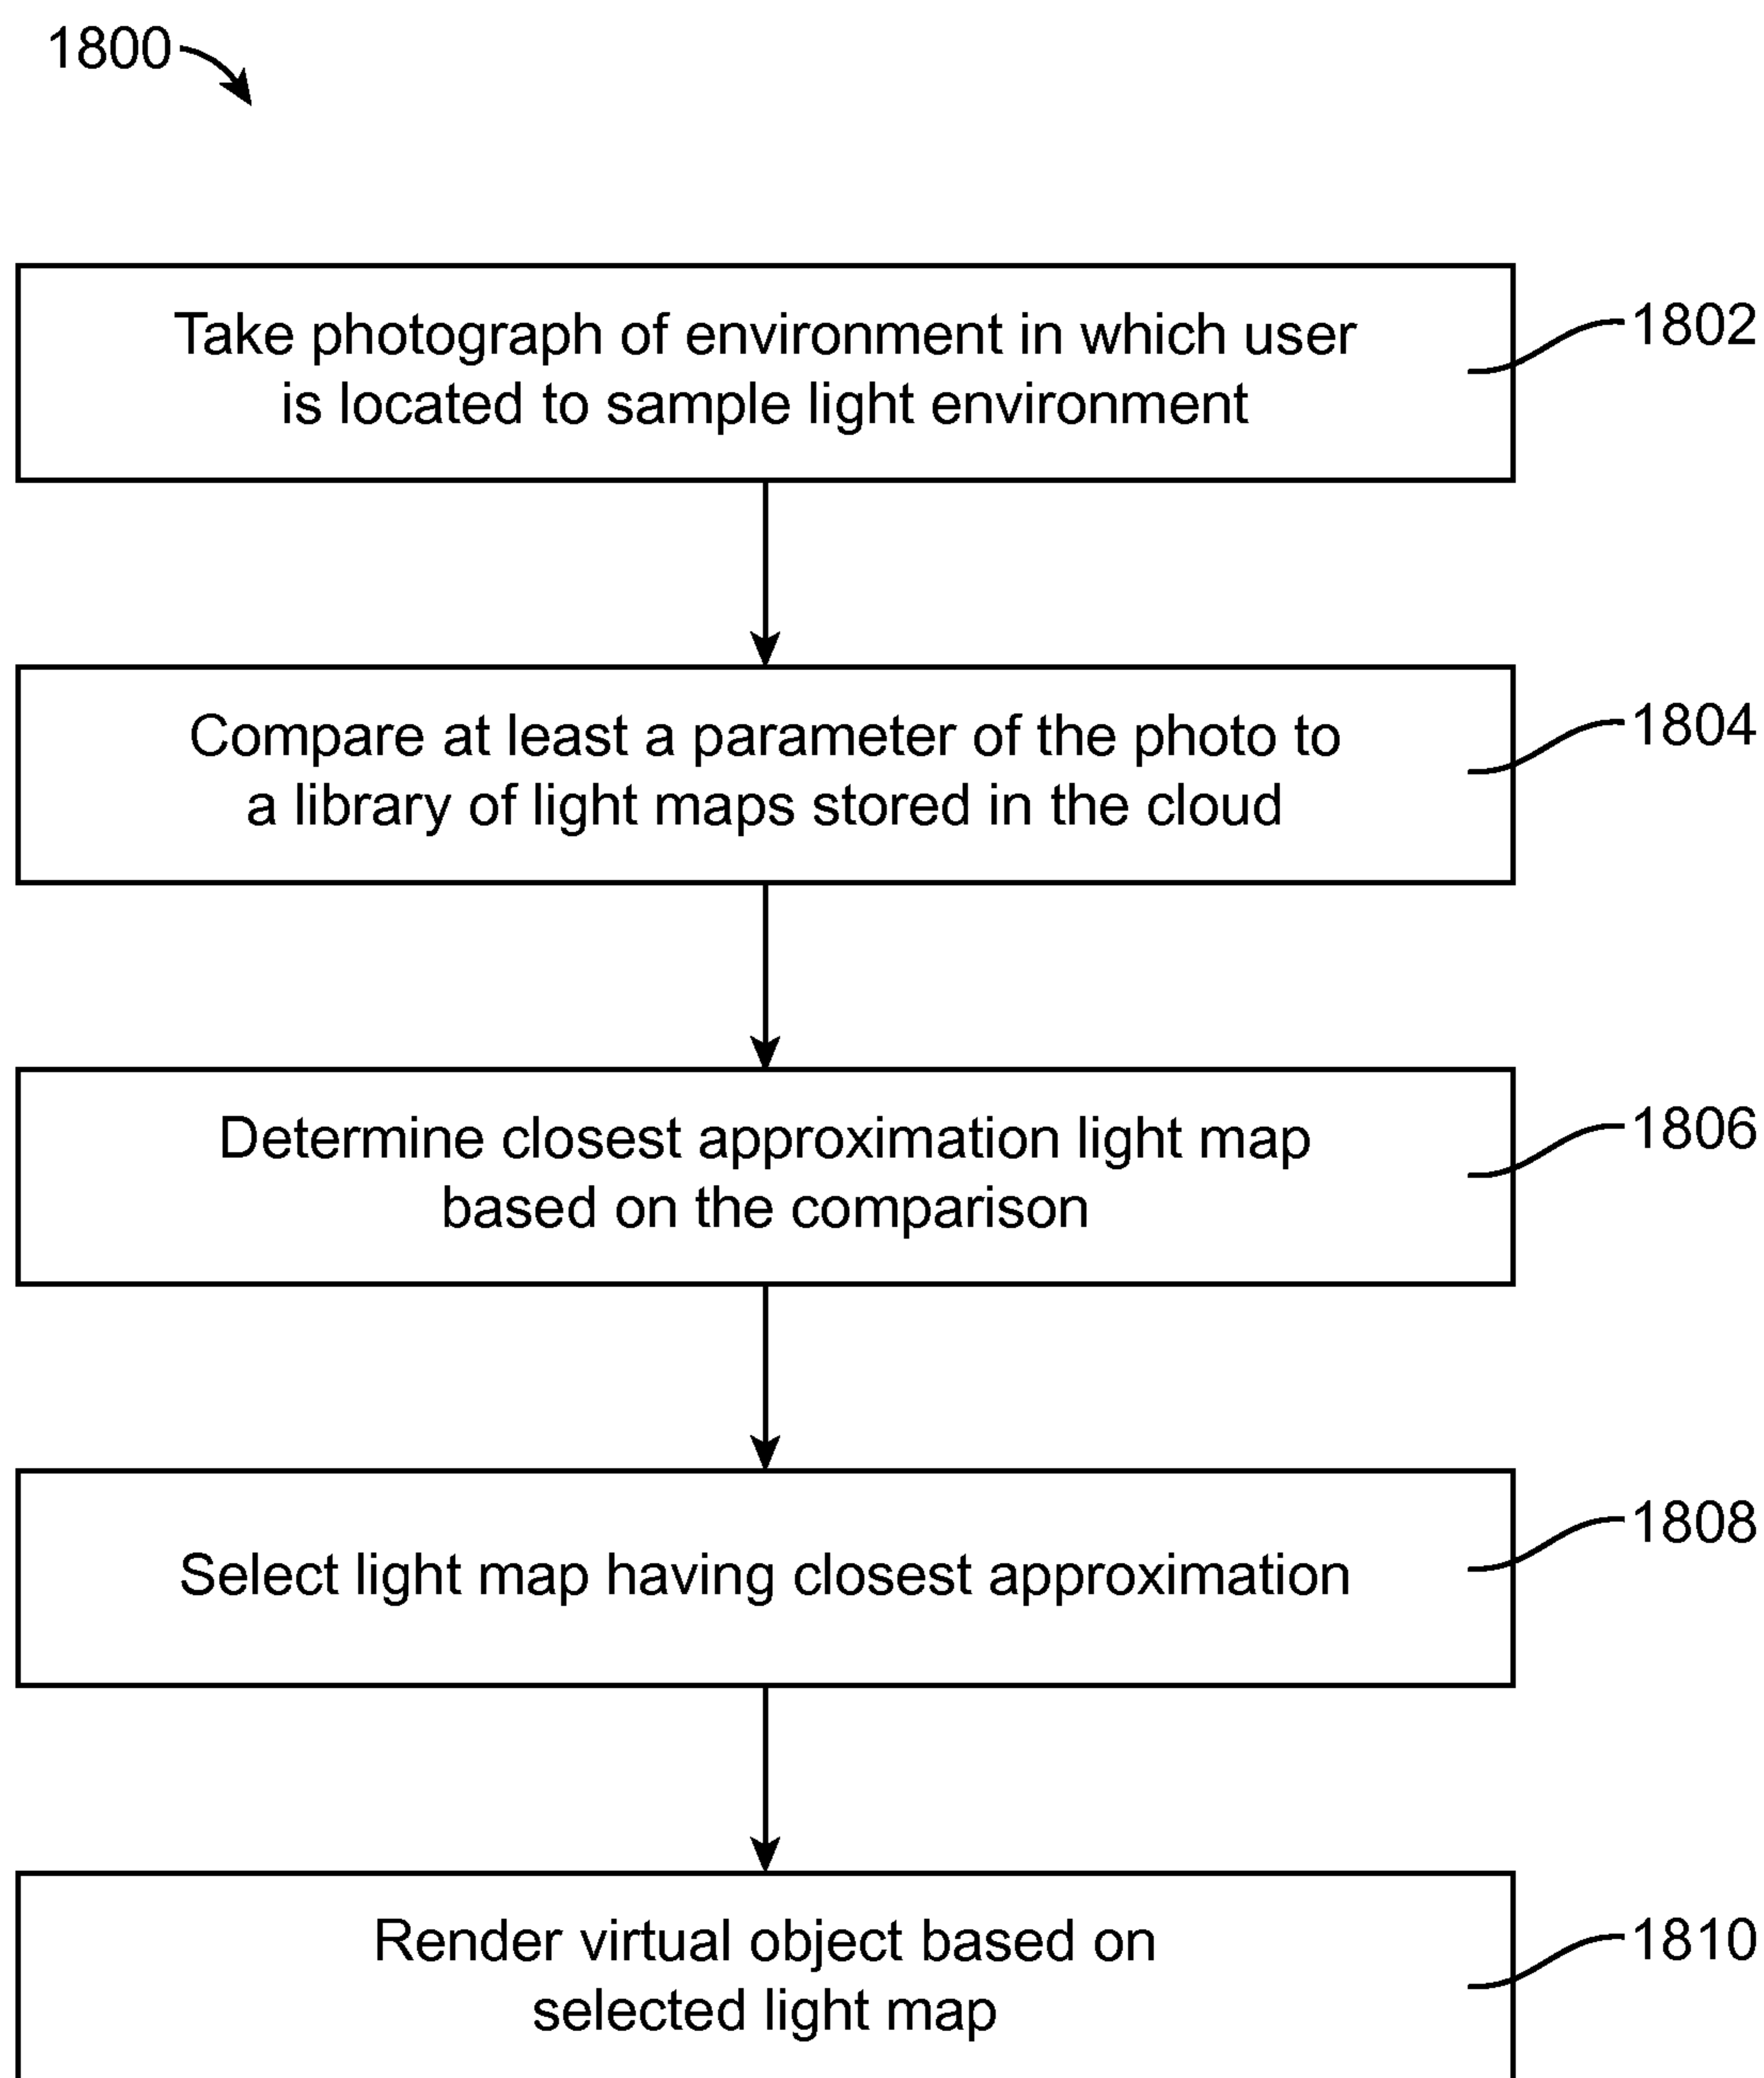 1800
Take photograph of environment in which user
is located to sample light environment
1802
Compare at least a parameter of the photo to
a library of light maps stored in the cloud
1804
Determine closest approximation light map
based on the comparison
1806
Select light map having closest approximation
1808
Render virtual object based on
selected light map
1810